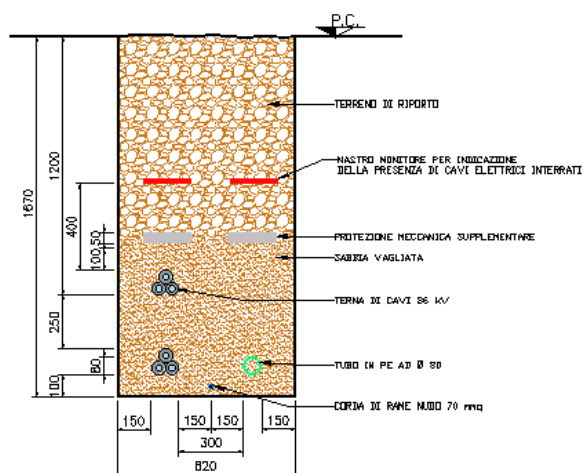 P.C.
TERRENO DI RIPORTO
NASTRO MONITORE PER INDICAZIONE
DELLA PRESENZA DI CAVI ELETTRICI INTERRATI
PROTEZIONE MECCANICA SUPPLEMENTARE
SABBIA VAGLIATA
TERNA DI CAVI 36 kV
TUBO IN PE AD Ø 80
CORDA DI RAME NUDO 70 mmq
1670
1200
400
50
100
250
80
100
150
150
150
150
300
820